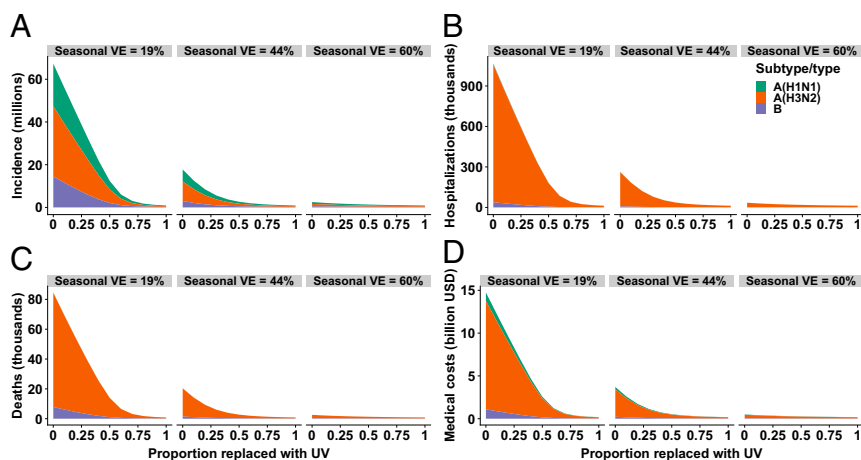 A
Seasonal VE = 19% Seasonal VE = 44% Seasonal VE = 60%
Incidence (millions)
60
40
20
0
0 0.25 0.5 0.75 1 0 0.25 0.5 0.75 1 0 0.25 0.5 0.75 1
B
Seasonal VE = 19% Seasonal VE = 44% Seasonal VE = 60%
Subtype/type
A(H1N1)
A(H3N2)
B
Hospitalizations (thousands)
900
600
300
0
0 0.25 0.5 0.75 1 0 0.25 0.5 0.75 1 0 0.25 0.5 0.75 1
C
Seasonal VE = 19% Seasonal VE = 44% Seasonal VE = 60%
Deaths (thousands)
80
60
40
20
0
0 0.25 0.5 0.75 1 0 0.25 0.5 0.75 1 0 0.25 0.5 0.75 1
Proportion replaced with UV
D
Seasonal VE = 19% Seasonal VE = 44% Seasonal VE = 60%
Medical costs (billion USD)
15
10
5
0
0 0.25 0.5 0.75 1 0 0.25 0.5 0.75 1 0 0.25 0.5 0.75 1
Proportion replaced with UV